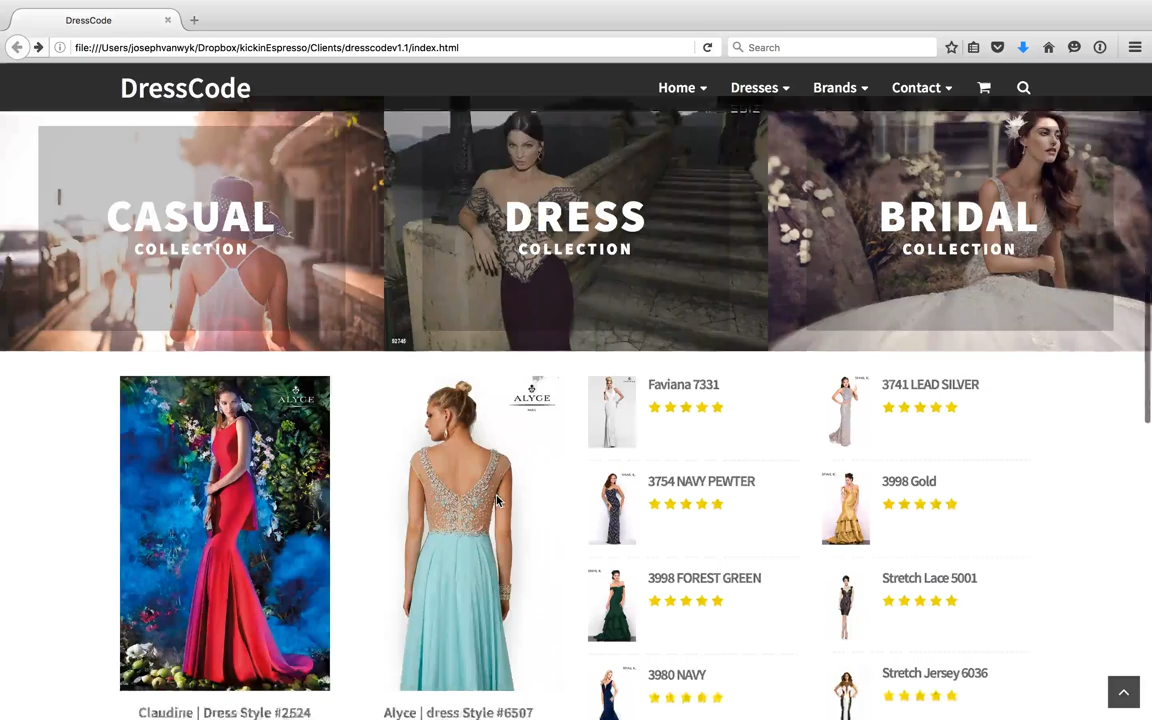 DressCode
file:///Users/josephvanwyk/Dropbox/kickinEspresso/Clients/dresscodev1.1/index.html
Search
DressCode
Home
Dresses
Brands
Contact
CASUAL
COLLECTION
DRESS
COLLECTION
BRIDAL
COLLECTION
92746
ALYCE
ALYCE
PARIS
Faviana 7331
3741 LEAD SILVER
3754 NAVY PEWTER
3998 Gold
3998 FOREST GREEN
Stretch Lace 5001
3980 NAVY
Stretch Jersey 6036
Claudine | Dress Style #2524
Alyce | dress Style #6507